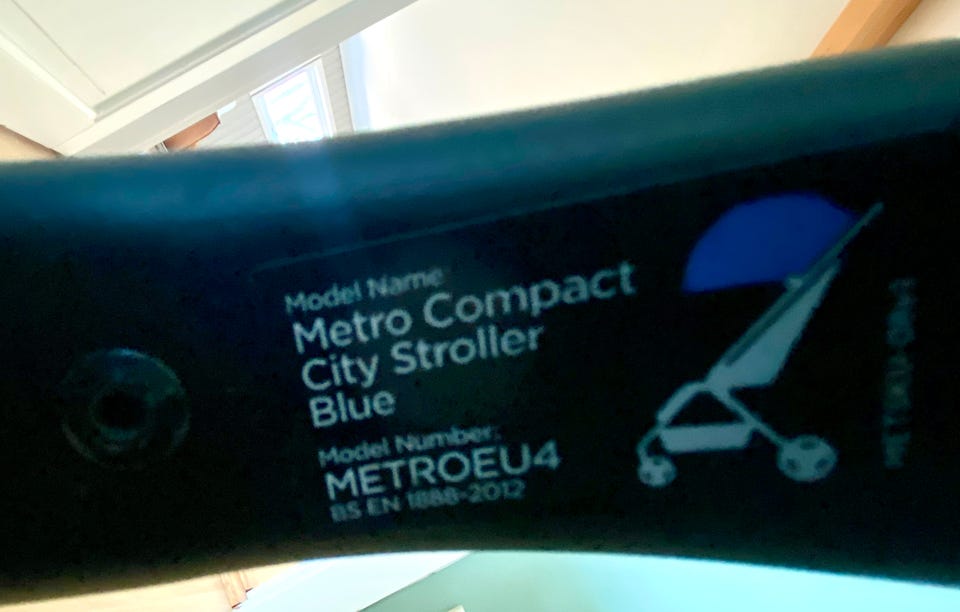 Model Name
Metro Compact
City Stroller
Blue
Model Number:
METROEU4
BS EN 1888-2012